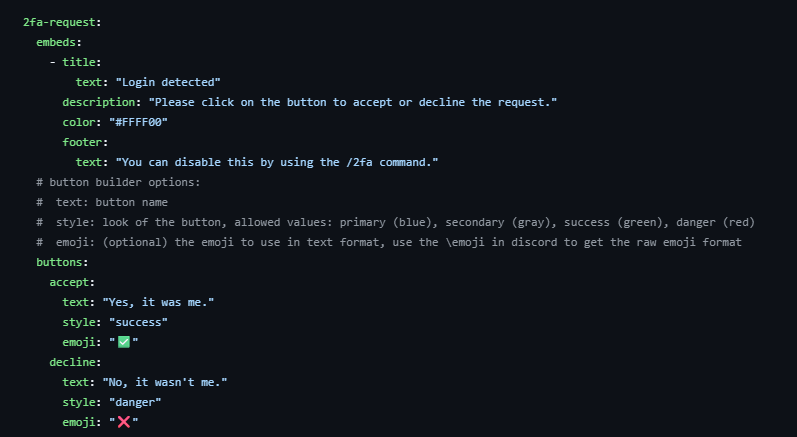 2fa-request:
  embeds:
    - title:
        text: "Login detected"
      description: "Please click on the button to accept or decline the request."
      color: "#FFFF00"
      footer:
        text: "You can disable this by using the /2fa command."
  # button builder options:
  #  text: button name
  #  style: look of the button, allowed values: primary (blue), secondary (gray), success (green), danger (red)
  #  emoji: (optional) the emoji to use in text format, use the \emoji in discord to get the raw emoji format
  buttons:
    accept:
      text: "Yes, it was me."
      style: "success"
      emoji: "✅"
    decline:
      text: "No, it wasn't me."
      style: "danger"
      emoji: "❌"